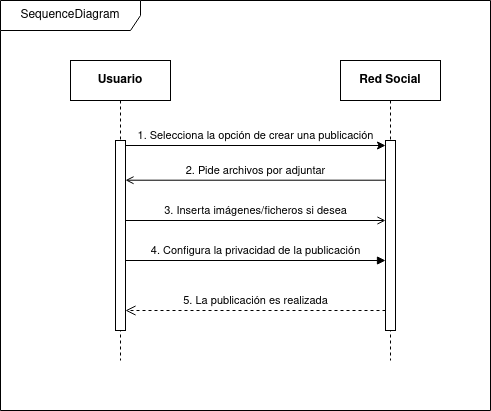 SequenceDiagram
Usuario
Red Social
1. Selecciona la opción de crear una publicación
2. Pide archivos por adjuntar
3. Inserta imágenes/ficheros si desea
4. Configura la privacidad de la publicación
5. La publicación es realizada